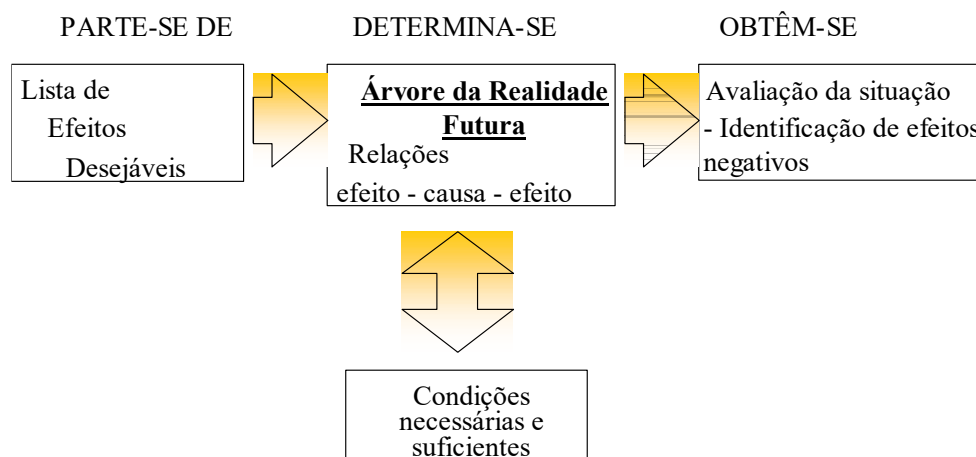 PARTE-SE DE
DETERMINA-SE
OBTÊM-SE
Lista de
Efeitos
Desejáveis
Árvore da Realidade
Futura
Relações
efeito - causa - efeito
Avaliação da situação
- Identificação de efeitos
negativos
Condições
necessárias e
suficientes